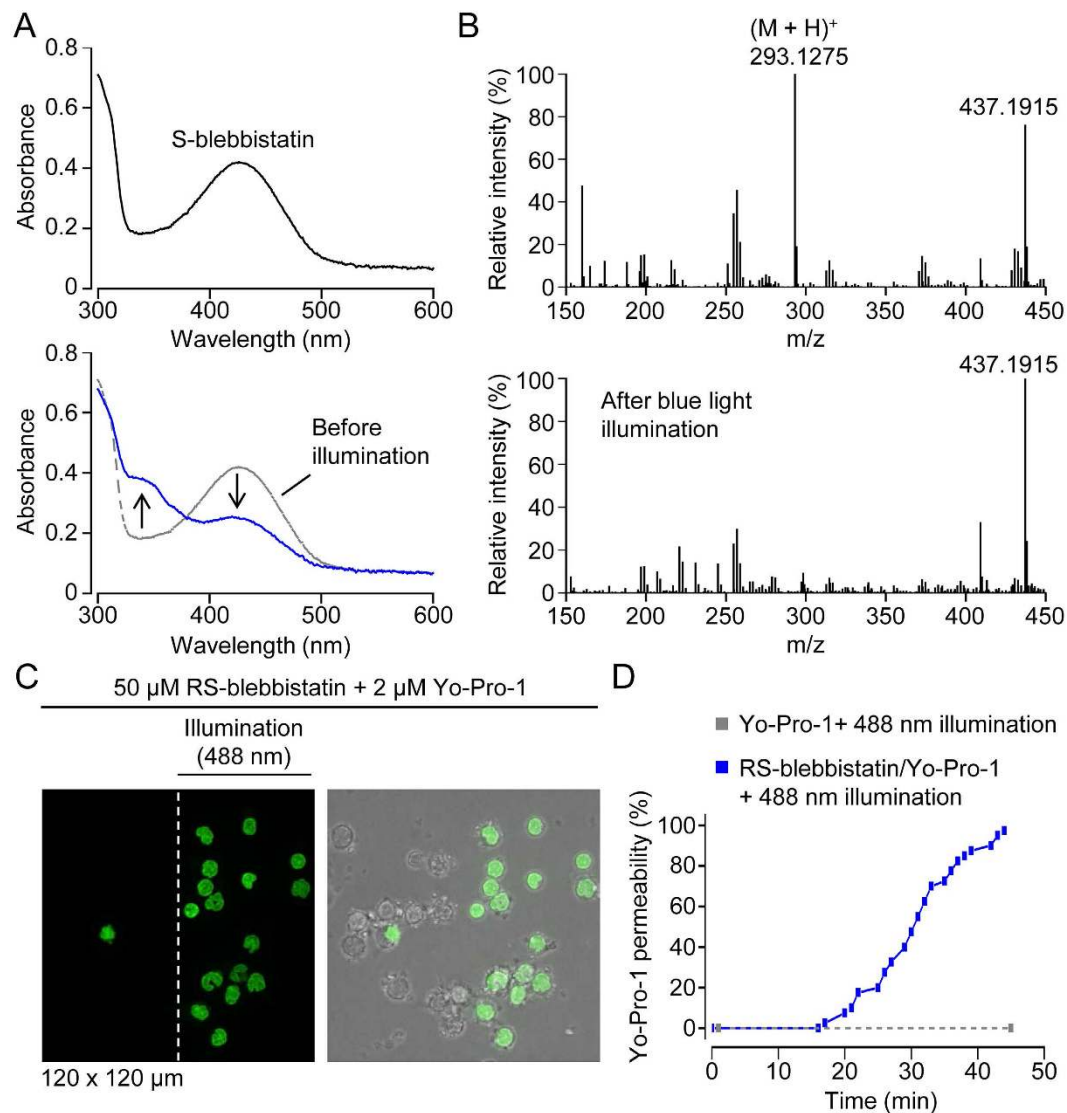 A
0.8
0.6
0.4
0.2
0
Absorbance
S-blebbistatin
300
400
500
600
Wavelength (nm)
0.8
0.6
0.4
0.2
0
Absorbance
Before
illumination
300
400
500
600
Wavelength (nm)
B
(M + H)⁺
293.1275
437.1915
100
80
60
40
20
0
Relative intensity (%)
150
200
250
300
350
400
450
m/z
437.1915
After blue light
illumination
100
80
60
40
20
0
Relative intensity (%)
150
200
250
300
350
400
450
m/z
C
50 µM RS-blebbistatin + 2 µM Yo-Pro-1
Illumination
(488 nm)
120 x 120 µm
D
Yo-Pro-1+ 488 nm illumination
RS-blebbistatin/Yo-Pro-1
+ 488 nm illumination
100
80
60
40
20
0
Yo-Pro-1 permeability (%)
0
10
20
30
40
50
Time (min)